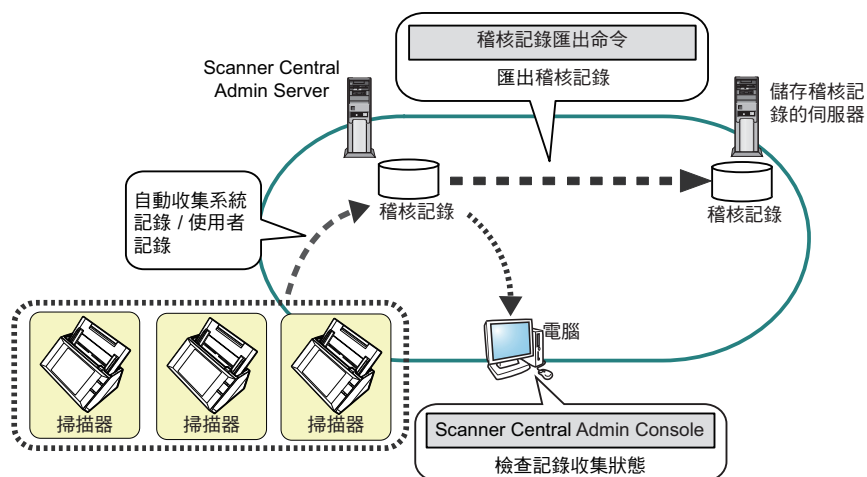 稽核記錄匯出命令
匯出稽核記錄
Scanner Central
Admin Server
儲存稽核記
錄的伺服器
自動收集系統
記錄 / 使用者
記錄
稽核記錄
稽核記錄
電腦
掃描器
掃描器
掃描器
Scanner Central Admin Console
檢查記錄收集狀態